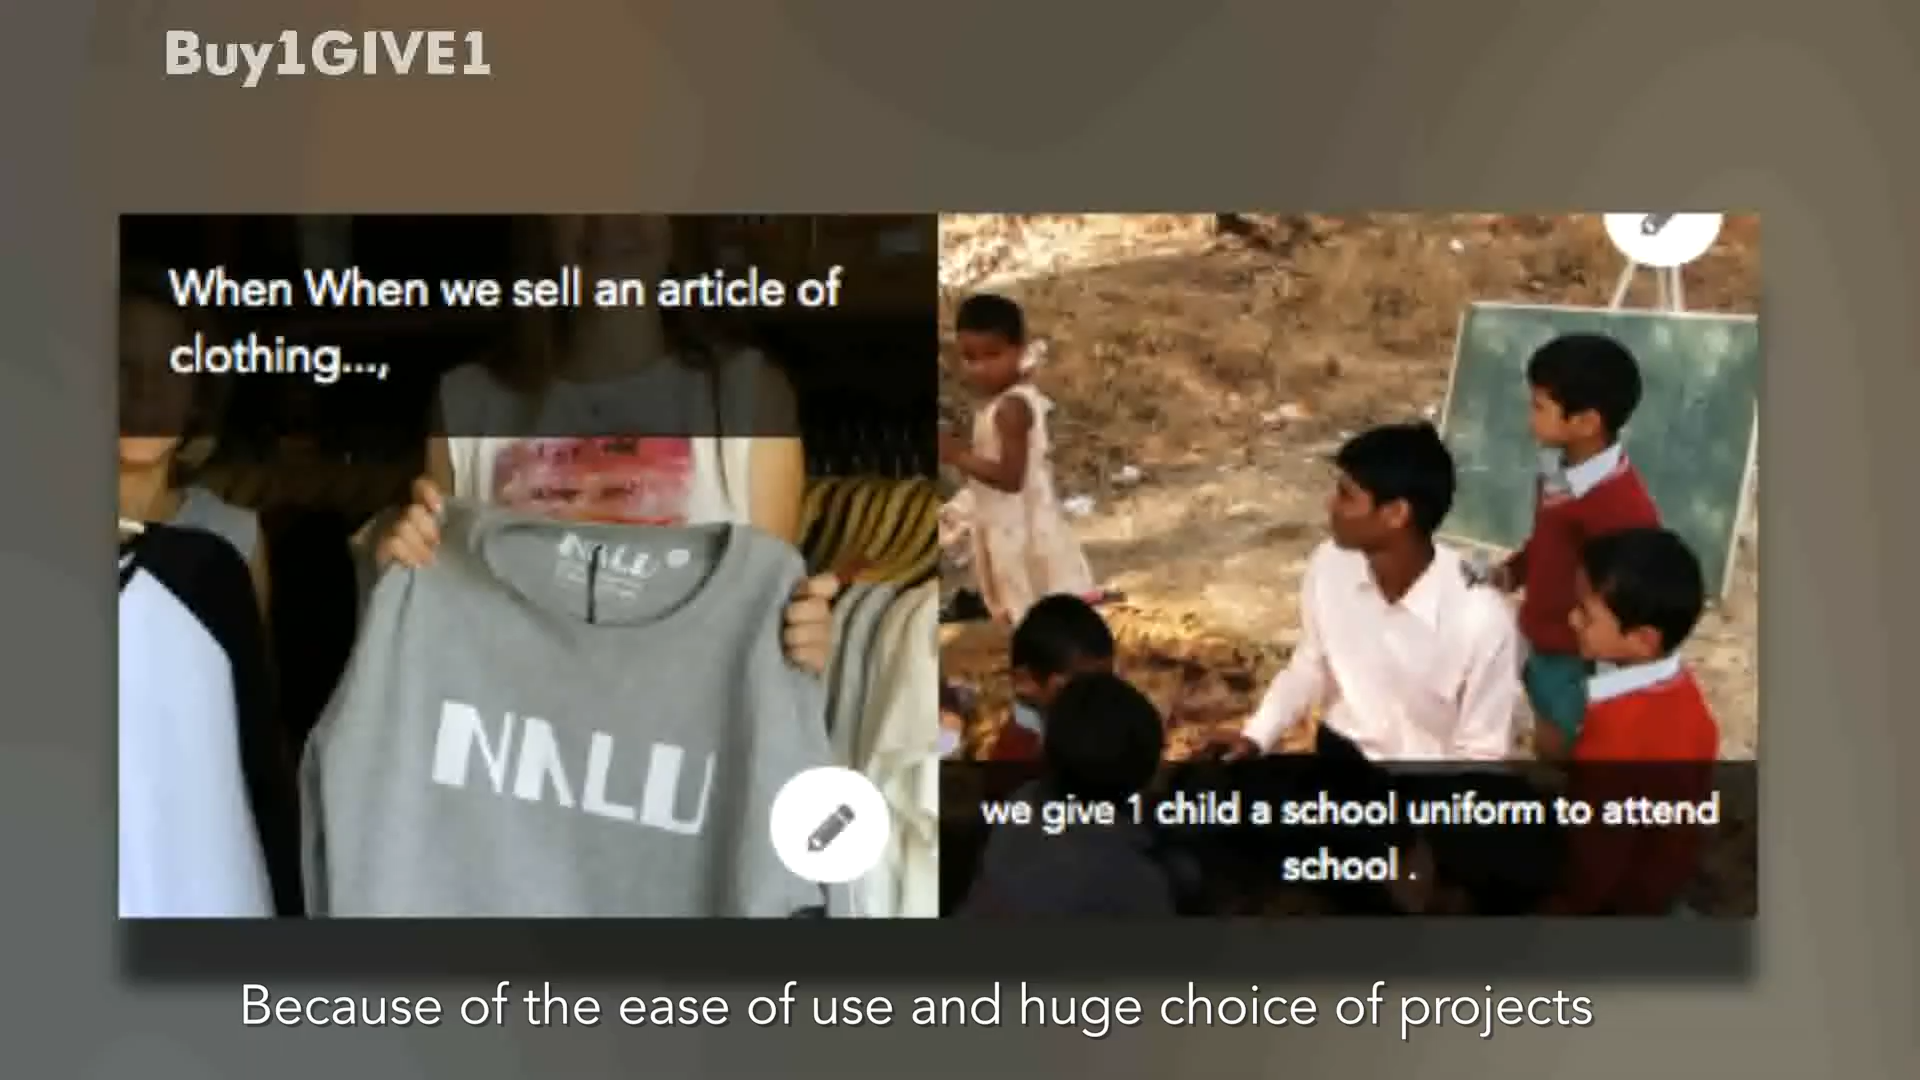 Buy1GIVE1
When When we sell an article of
clothing...,
NALU
NALU
we give 1 child a school uniform to attend
school .
Because of the ease of use and huge choice of projects